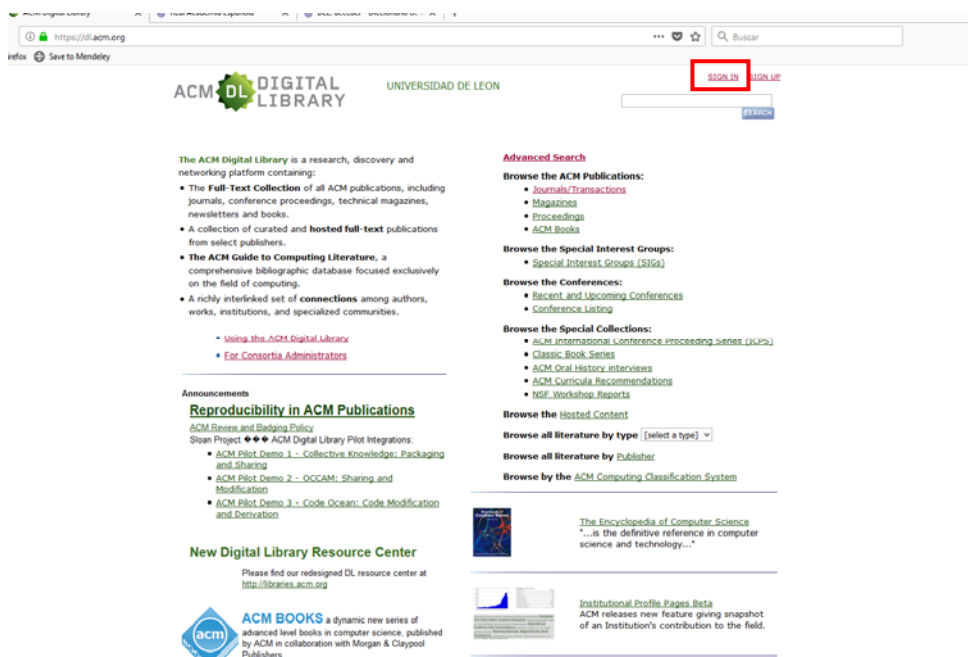 ACM Digital Library
https://dl.acm.org
Buscar
Save to Mendeley
ACM DL DIGITAL LIBRARY
UNIVERSIDAD DE LEON
SIGN IN SIGN UP
SEARCH
The ACM Digital Library is a research, discovery and
networking platform containing:
• The Full-Text Collection of all ACM publications, including
journals, conference proceedings, technical magazines,
newsletters and books.
• A collection of curated and hosted full-text publications
from select publishers.
• The ACM Guide to Computing Literature, a
comprehensive bibliographic database focused exclusively
on the field of computing.
• A richly interlinked set of connections among authors,
works, institutions, and specialized communities.
• Using the ACM Digital Library
• For Consortia Administrators
Announcements
Reproducibility in ACM Publications
ACM Review and Badging Policy
Sloan Project ��� ACM Digital Library Pilot Integrations:
• ACM Pilot Demo 1 - Collective Knowledge: Packaging
and Sharing
• ACM Pilot Demo 2 - OCCAM: Sharing and
Modification
• ACM Pilot Demo 3 - Code Ocean: Code Modification
and Derivation
New Digital Library Resource Center
Please find our redesigned DL resource center at
http://libraries.acm.org
acm
ACM BOOKS a dynamic new series of
advanced level books in computer science, published
by ACM in collaboration with Morgan & Claypool
Publishers
Advanced Search
Browse the ACM Publications:
• Journals/Transactions
• Magazines
• Proceedings
• ACM Books
Browse the Special Interest Groups:
• Special Interest Groups (SIGs)
Browse the Conferences:
• Recent and Upcoming Conferences
• Conference Listing
Browse the Special Collections:
• ACM International Conference Proceeding Series (ICPS)
• Classic Book Series
• ACM Oral History interviews
• ACM Curricula Recommendations
• NSF Workshop Reports
Browse the Hosted Content
Browse all literature by type [select a type]
Browse all literature by Publisher
Browse by the ACM Computing Classification System
The Encyclopedia of Computer Science
"...is the definitive reference in computer
science and technology..."
Institutional Profile Pages Beta
ACM releases new feature giving snapshot
of an Institution's contribution to the field.